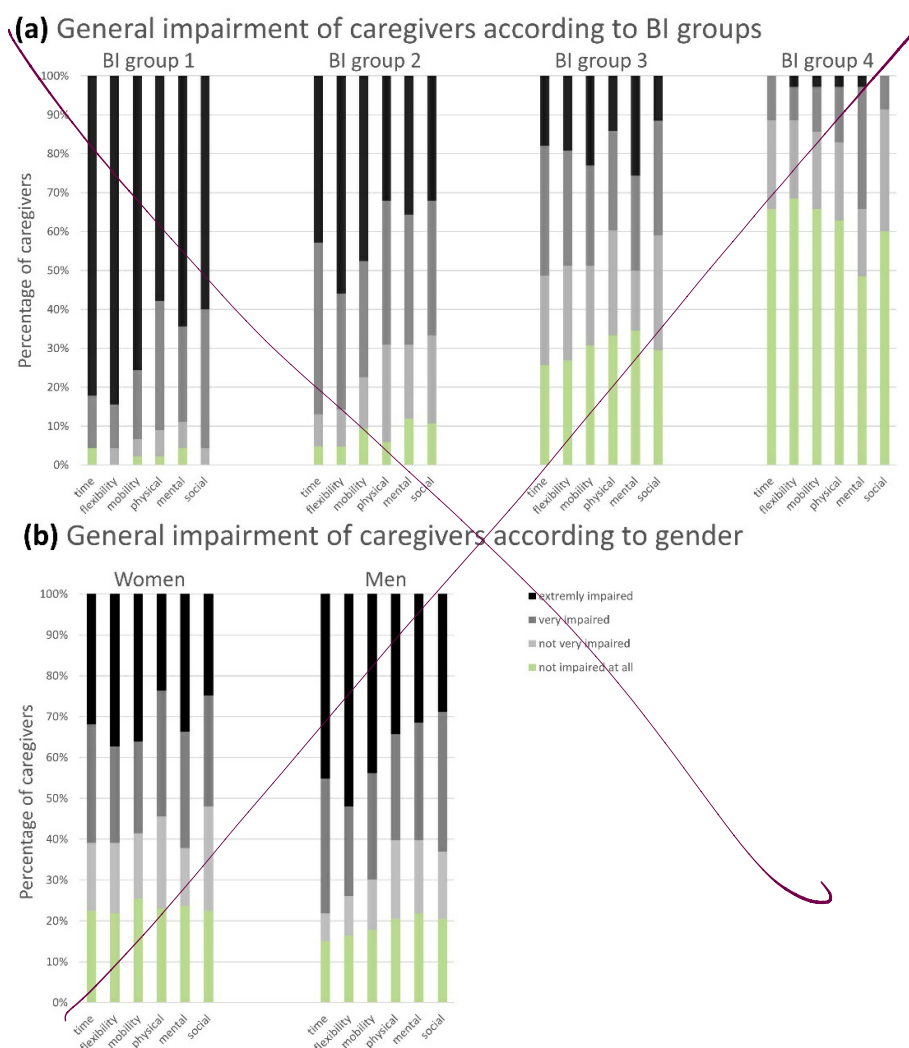 (a) General impairment of caregivers according to BI groups
BI group 1 BI group 2 BI group 3 BI group 4
Percentage of caregivers
100%
90%
80%
70%
60%
50%
40%
30%
20%
10%
0%
time flexibility mobility physical mental social time flexibility mobility physical mental social time flexibility mobility physical mental social time flexibility mobility physical mental social
(b) General impairment of caregivers according to gender
Women Men
Percentage of caregivers
100%
90%
80%
70%
60%
50%
40%
30%
20%
10%
0%
time flexibility mobility physical mental social time flexibility mobility physical mental social
extremly impaired
very impaired
not very impaired
not impaired at all